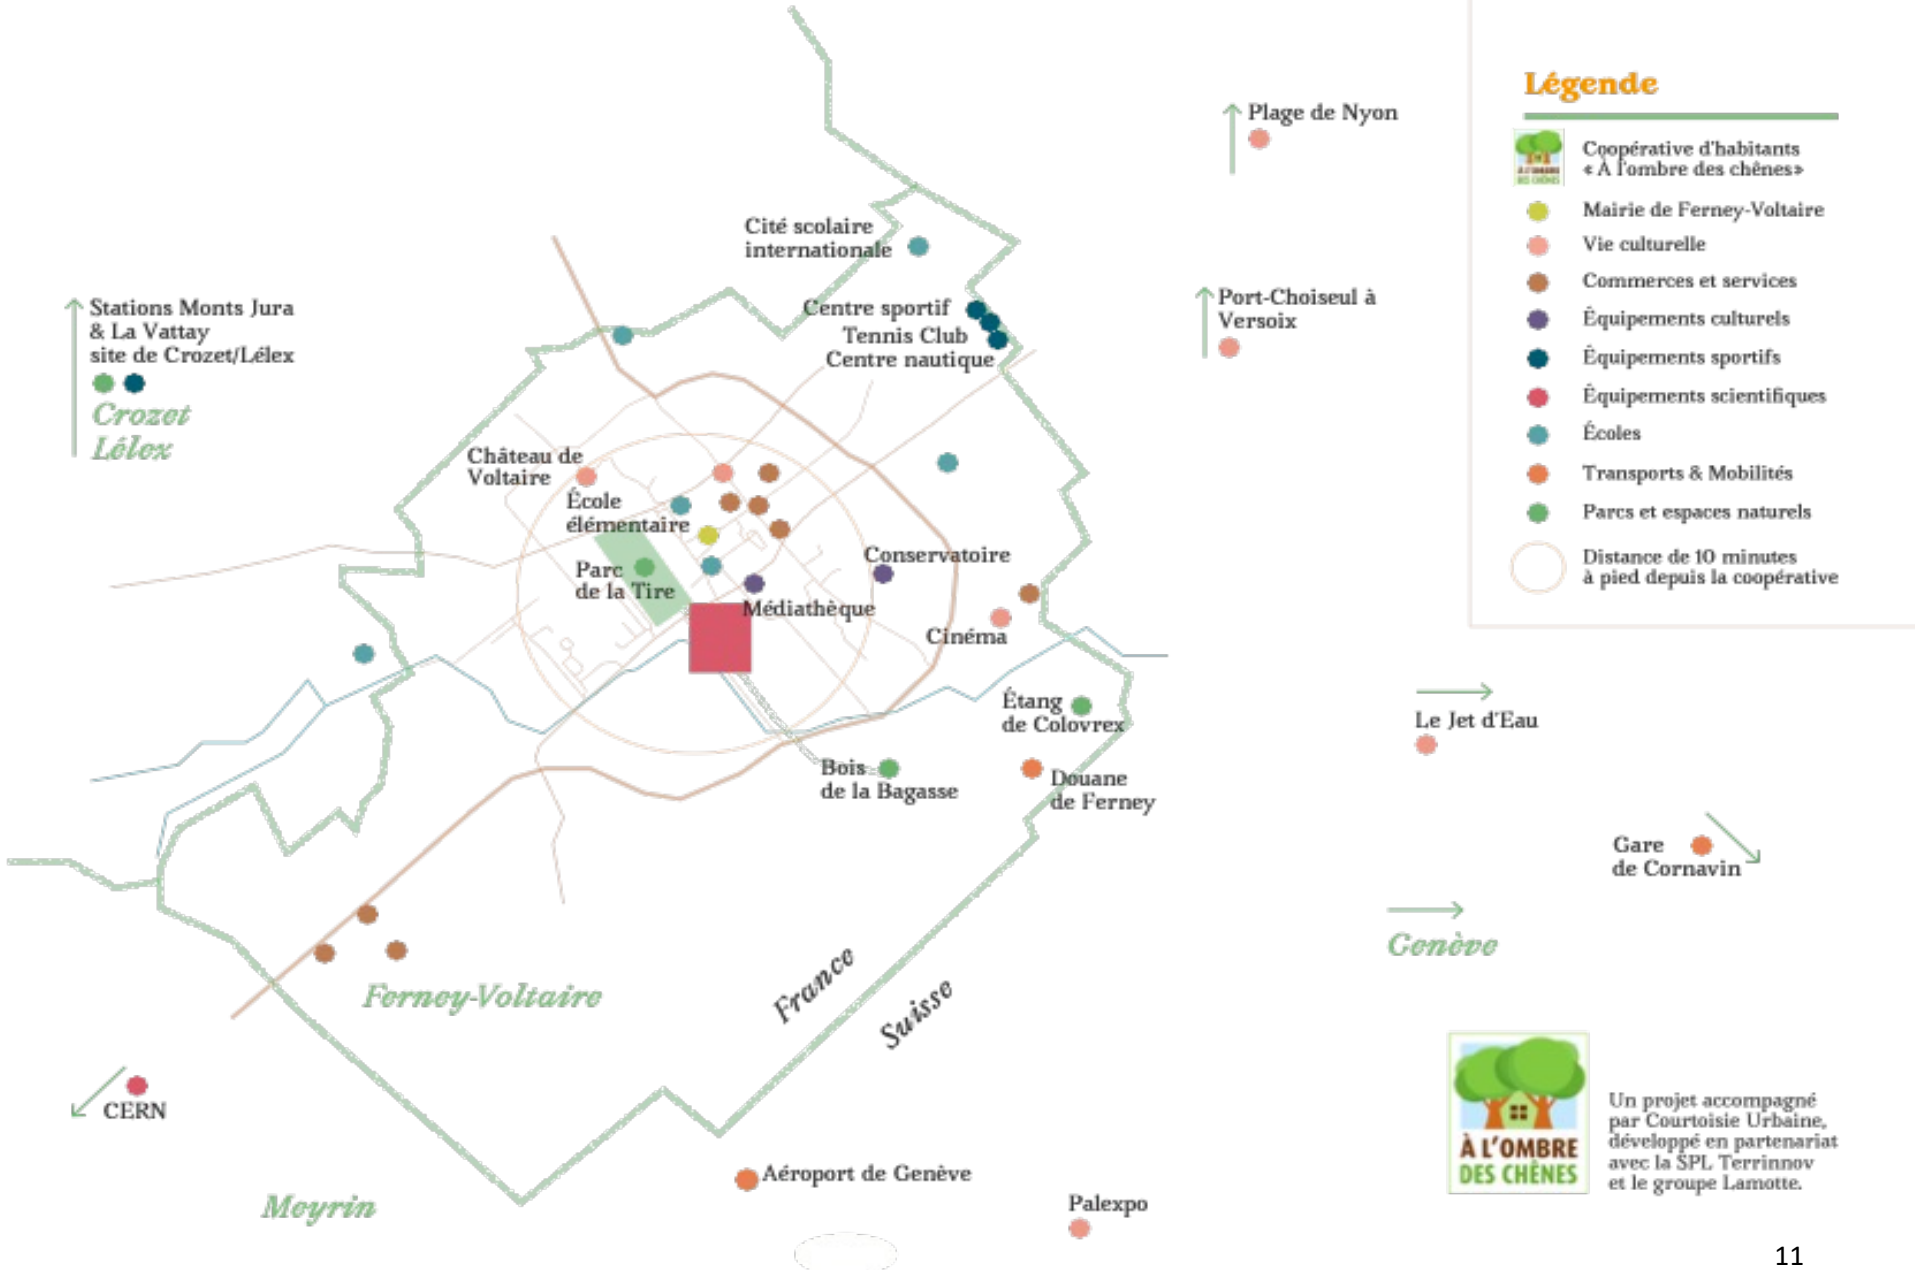 Plage de Nyon
Cité scolaire
internationale
Stations Monts Jura
& La Vattay
site de Crozet/Lélex
Crozet
Lélex
Centre sportif
Tennis Club
Centre nautique
Port-Choiseul à
Versoix
Château de
Voltaire
École
élémentaire
Parc
de la Tire
Médiathèque
Conservatoire
Cinéma
Étang
de Colovrex
Bois
de la Bagasse
Douane
de Ferney
Le Jet d'Eau
Gare
de Cornavin
Genève
Ferney-Voltaire
France
Suisse
CERN
Meyrin
Aéroport de Genève
Palexpo
Légende
À L'OMBRE
DES CHÊNES
Coopérative d'habitants
« À l'ombre des chênes»
Mairie de Ferney-Voltaire
Vie culturelle
Commerces et services
Équipements culturels
Équipements sportifs
Équipements scientifiques
Écoles
Transports & Mobilités
Parcs et espaces naturels
Distance de 10 minutes
à pied depuis la coopérative
À L'OMBRE
DES CHÊNES
Un projet accompagné
par Courtoisie Urbaine,
développé en partenariat
avec la SPL Terrinnov
et le groupe Lamotte.
11